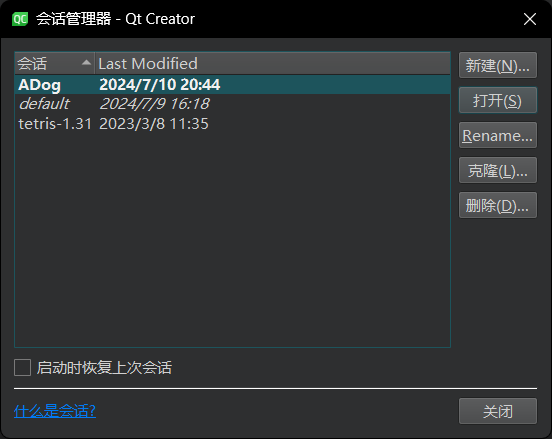 QC 会话管理器 - Qt Creator
会话 Last Modified
ADog 2024/7/10 20:44
default 2024/7/9 16:18
tetris-1.31 2023/3/8 11:35
新建(N)...
打开(S)
Rename...
克隆(L)...
删除(D)...
启动时恢复上次会话
什么是会话?
关闭